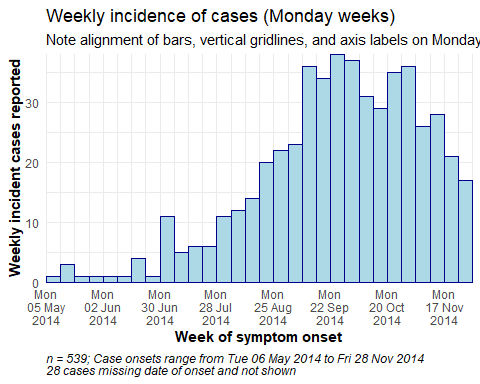 Weekly incidence of cases (Monday weeks)
Note alignment of bars, vertical gridlines, and axis labels on Monday
Weekly incident cases reported
30
20
10
0
Mon Mon Mon Mon Mon Mon Mon Mon
05 May 02 Jun 30 Jun 28 Jul 25 Aug 22 Sep 20 Oct 17 Nov
2014 2014 2014 2014 2014 2014 2014 2014
Week of symptom onset
n = 539; Case onsets range from Tue 06 May 2014 to Fri 28 Nov 2014
28 cases missing date of onset and not shown